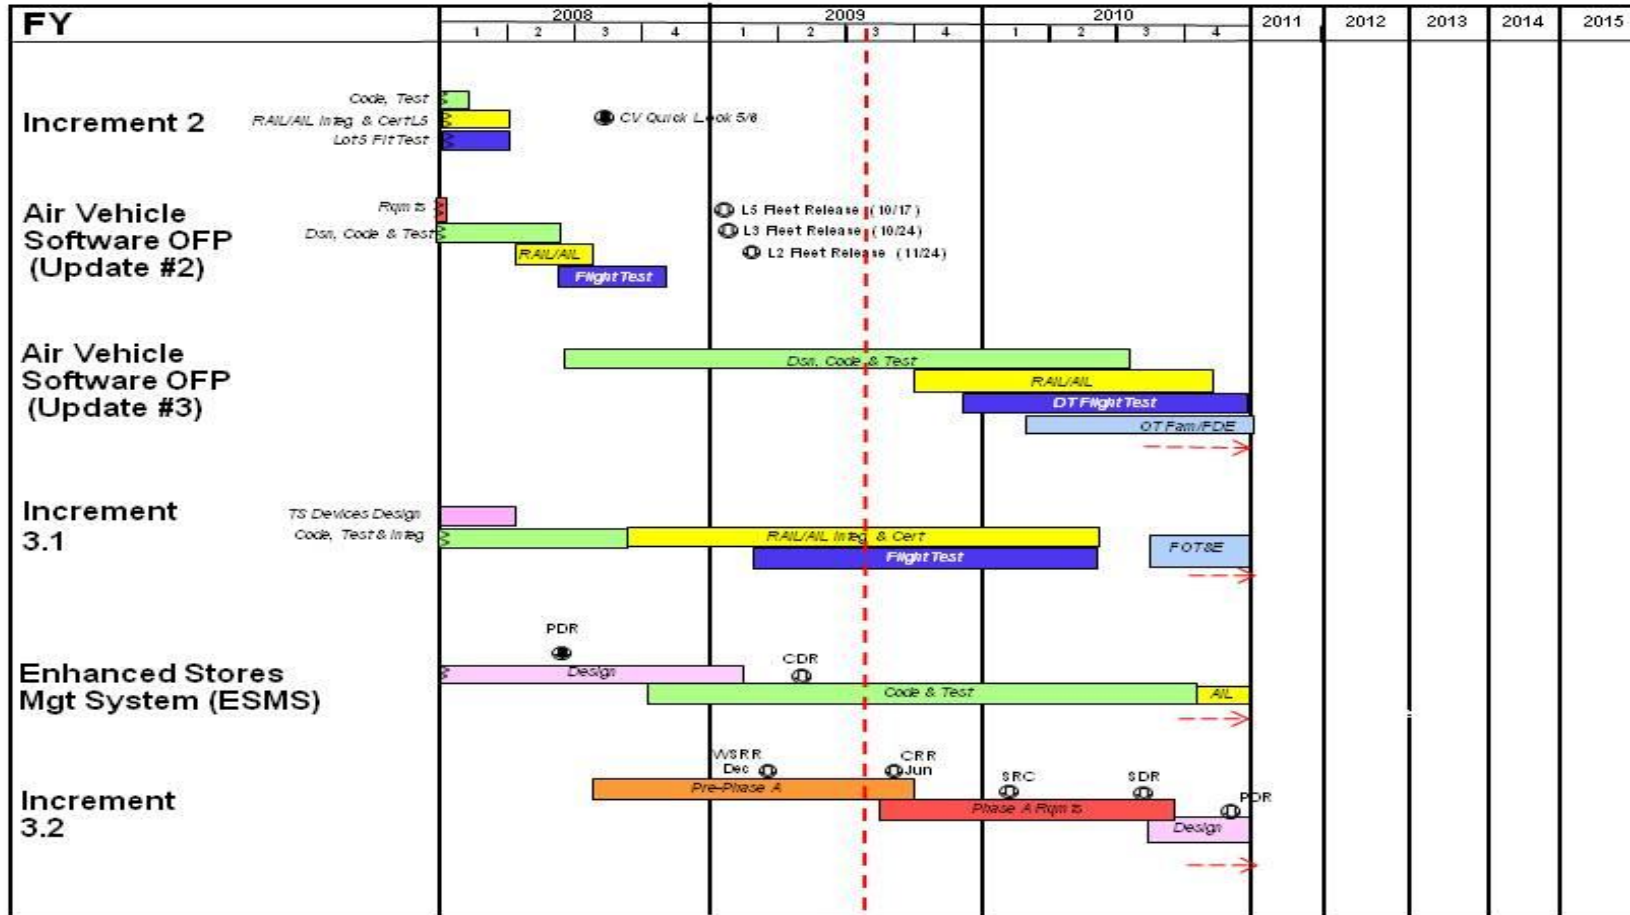 FY
2008 2009 2010 2011 2012 2013 2014 2015
1 2 3 4 1 2 3 4 1 2 3 4
Increment 2
Code, Test
RAIL/AIL Integ & CertLS
Lot5 Flt Test
CV Quick Look 5/6
Air Vehicle
Software OFP
(Update #2)
Rqmts
Dsn, Code & Test
RAIL/AIL
Flight Test
L5 Fleet Release (10/17)
L3 Fleet Release (10/24)
L2 Fleet Release (11/24)
Air Vehicle
Software OFP
(Update #3)
Dsn, Code & Test
RAIL/AIL
DT Flight Test
OT Fam/FDE
Increment
3.1
TS Devices Design
Code, Test & Integ
RAIL/AIL Integ & Cert
Flight Test
FOT&E
Enhanced Stores
Mgt System (ESMS)
PDR
Design
CDR
Code & Test
AIL
Increment
3.2
WSRR
Dec
CRR
Jun
Pre-Phase A
SRC
SDR
Phase A Rqmts
PDR
Design